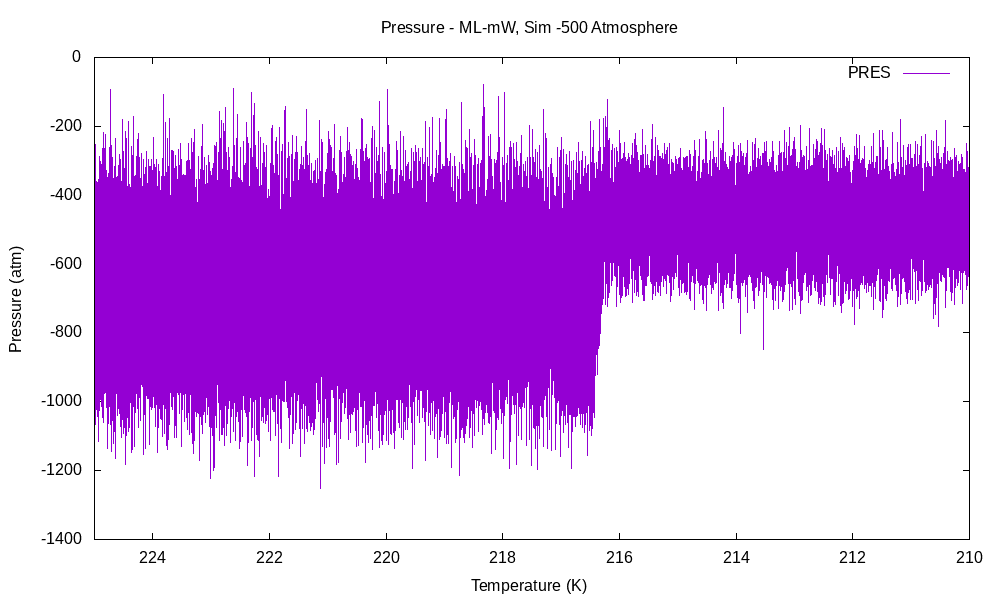 Pressure - ML-mW, Sim -500 Atmosphere
PRES
0
-200
-400
-600
-800
-1000
-1200
-1400
Pressure (atm)
224 222 220 218 216 214 212 210
Temperature (K)